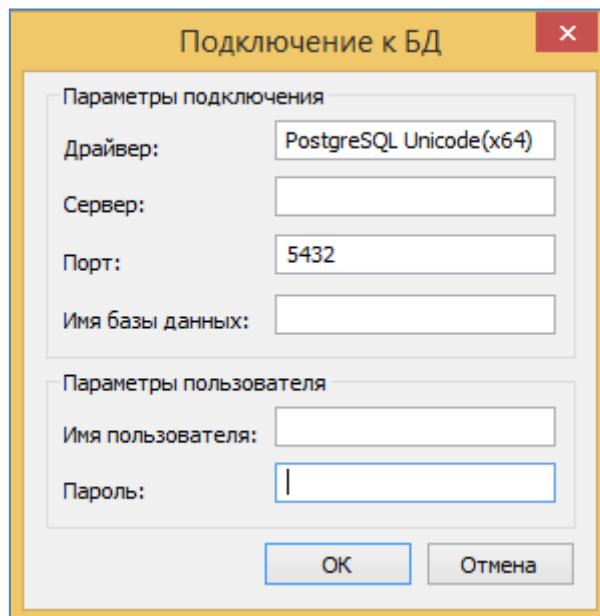 Подключение к БД
Параметры подключения
Драйвер: PostgreSQL Unicode(x64)
Сервер:
Порт: 5432
Имя базы данных:
Параметры пользователя
Имя пользователя:
Пароль:
OK Отмена